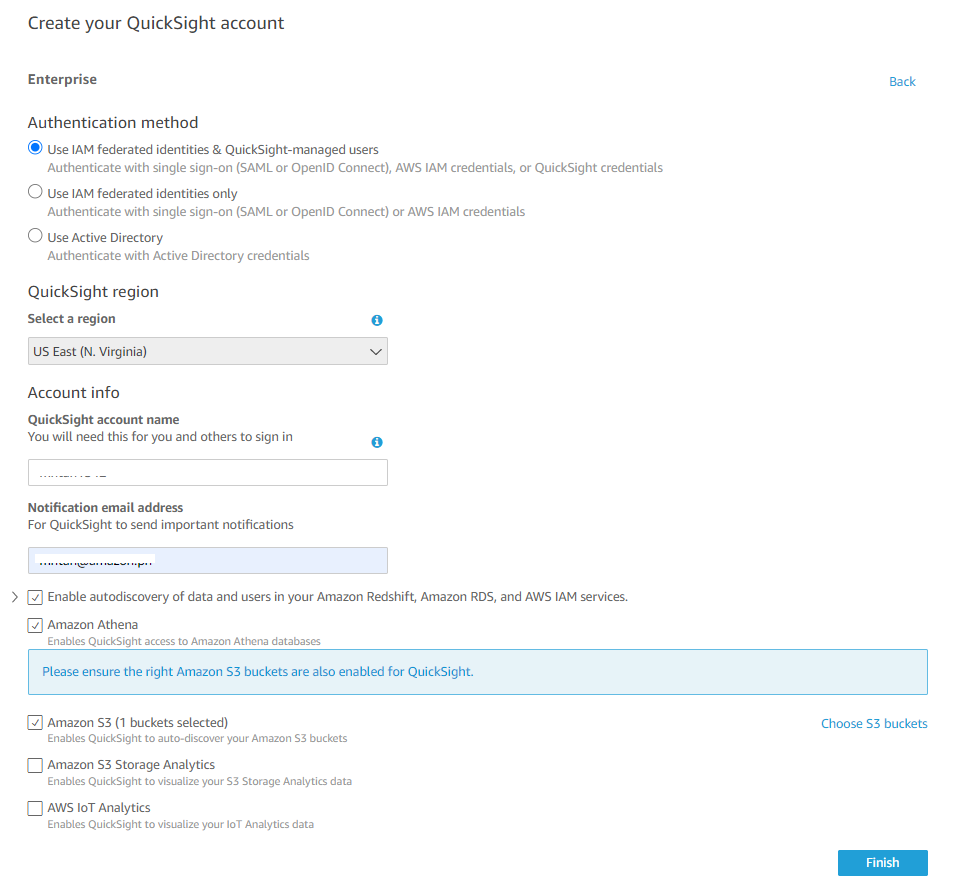 Create your QuickSight account
Enterprise
Back
Authentication method
Use IAM federated identities & QuickSight-managed users
Authenticate with single sign-on (SAML or OpenID Connect), AWS IAM credentials, or QuickSight credentials
Use IAM federated identities only
Authenticate with single sign-on (SAML or OpenID Connect) or AWS IAM credentials
Use Active Directory
Authenticate with Active Directory credentials
QuickSight region
Select a region
US East (N. Virginia)
Account info
QuickSight account name
You will need this for you and others to sign in
Notification email address
For QuickSight to send important notifications
Enable autodiscovery of data and users in your Amazon Redshift, Amazon RDS, and AWS IAM services.
Amazon Athena
Enables QuickSight access to Amazon Athena databases
Please ensure the right Amazon S3 buckets are also enabled for QuickSight.
Amazon S3 (1 buckets selected)
Choose S3 buckets
Enables QuickSight to auto-discover your Amazon S3 buckets
Amazon S3 Storage Analytics
Enables QuickSight to visualize your S3 Storage Analytics data
AWS IoT Analytics
Enables QuickSight to visualize your IoT Analytics data
Finish